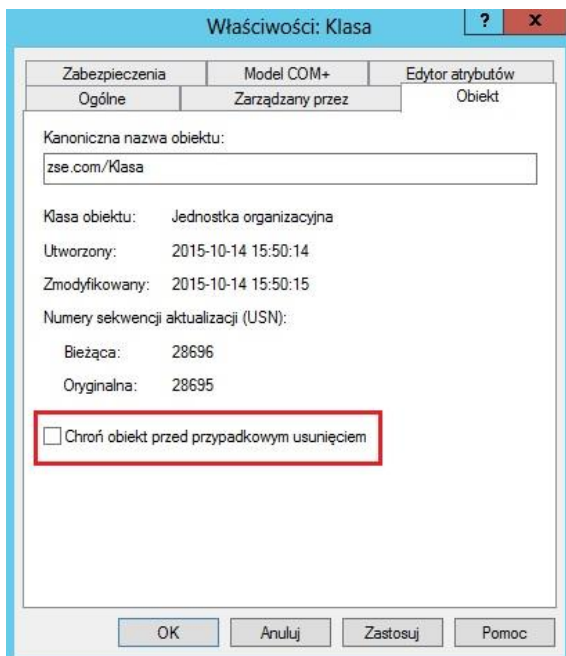 Właściwości: Klasa
? x
Zabezpieczenia Model COM+ Edytor atrybutów
Ogólne Zarządzany przez Obiekt
Kanoniczna nazwa obiektu:
zse.com/Klasa
Klasa obiektu: Jednostka organizacyjna
Utworzony: 2015-10-14 15:50:14
Zmodyfikowany: 2015-10-14 15:50:15
Numery sekwencji aktualizacji (USN):
Bieżąca: 28696
Oryginalna: 28695
Chroń obiekt przed przypadkowym usunięciem
OK Anuluj Zastosuj Pomoc